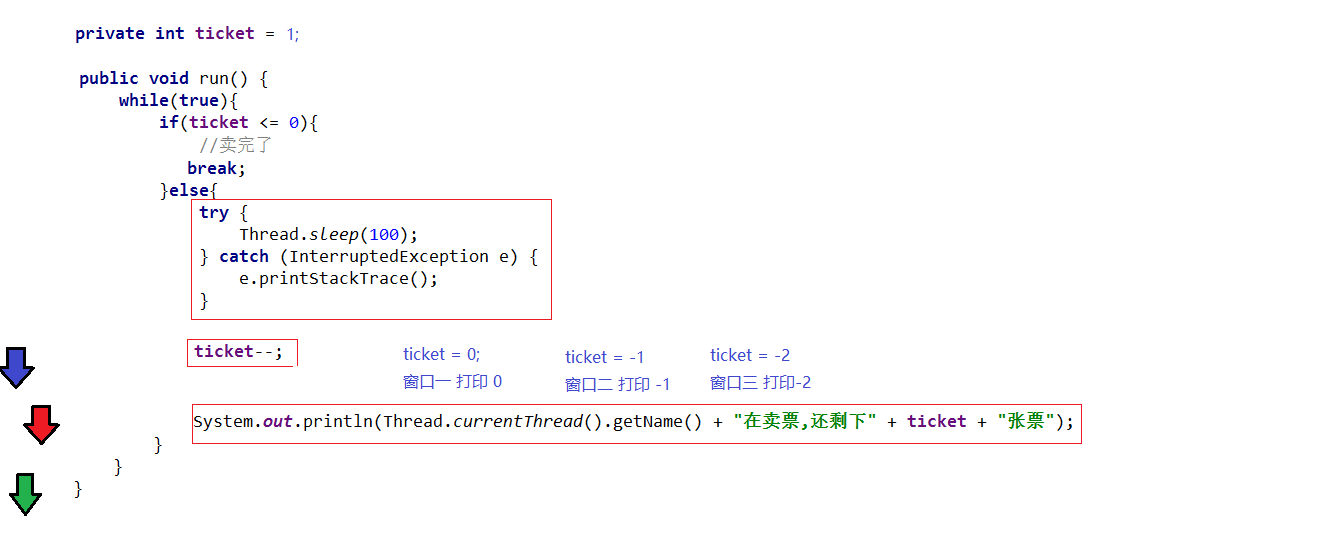 private int ticket = 1;
public void run() {
while(true){
if(ticket <= 0){
//卖完了
break;
}else{
try {
Thread.sleep(100);
} catch (InterruptedException e) {
e.printStackTrace();
}
ticket--;
ticket = 0;
窗口一 打印 0
ticket = -1
窗口二 打印 -1
ticket = -2
窗口三 打印-2
System.out.println(Thread.currentThread().getName() + "在卖票,还剩下" + ticket + "张票");
}
}
}